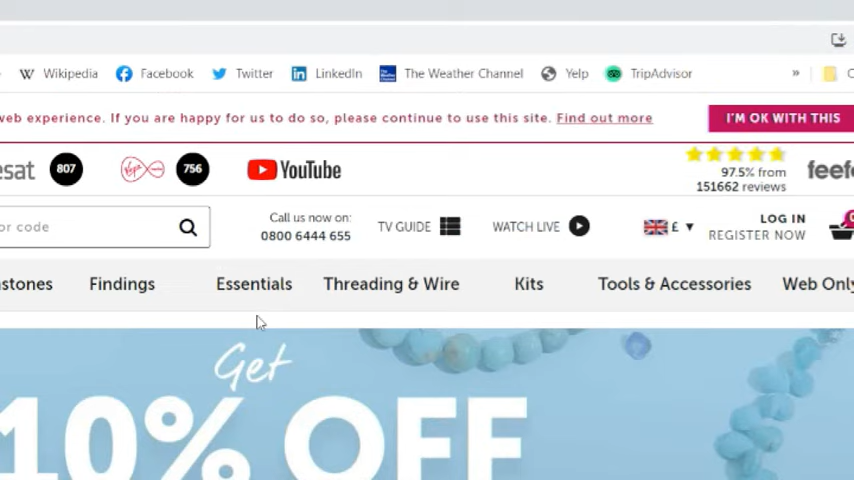 Wikipedia Facebook Twitter LinkedIn The Weather Channel Yelp TripAdvisor »
web experience. If you are happy for us to do so, please continue to use this site. Find out more I'M OK WITH THIS
esat 807 756 YouTube
97.5% from
151662 reviews
feefo
or code
Call us now on:
0800 6444 655
TV GUIDE
WATCH LIVE
£
LOG IN
REGISTER NOW
stones Findings Essentials Threading & Wire Kits Tools & Accessories Web Only
Get
10% OFF